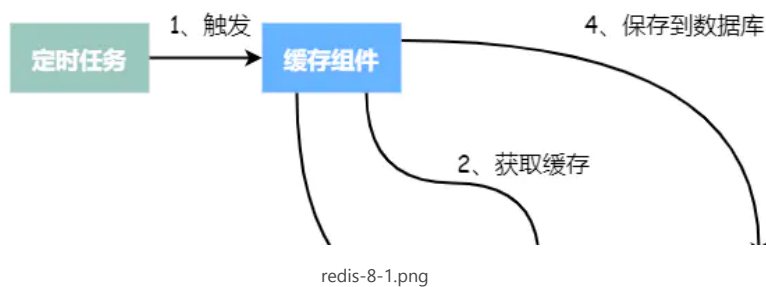 1、触发
4、保存到数据库
定时任务
缓存组件
2、获取缓存
redis-8-1.png